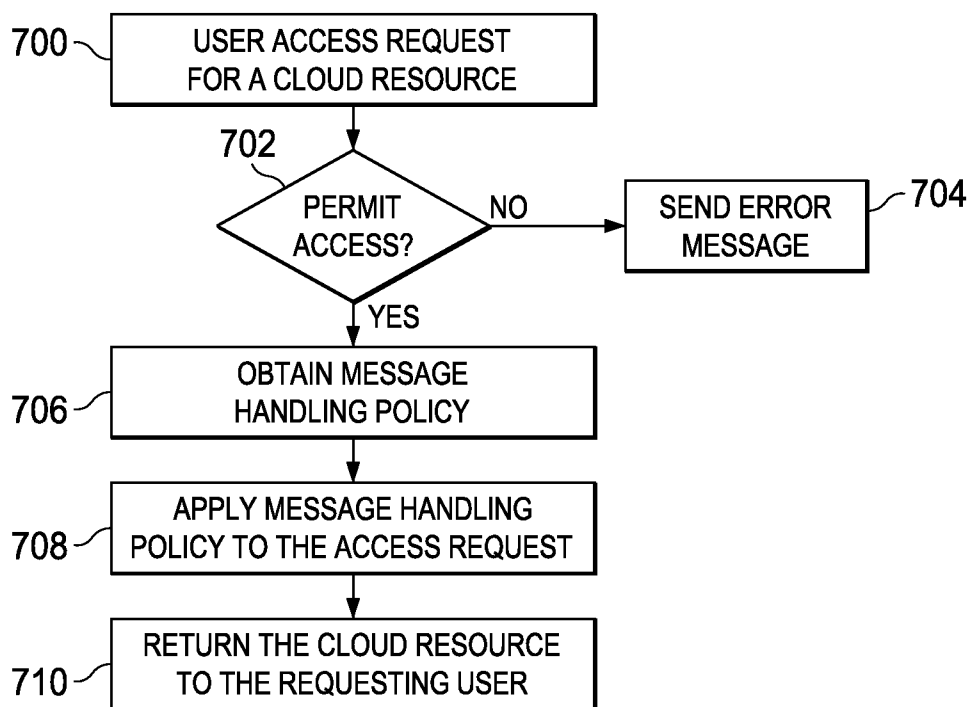 700
USER ACCESS REQUEST
FOR A CLOUD RESOURCE
702
PERMIT
ACCESS?
NO
SEND ERROR
MESSAGE
704
YES
706
OBTAIN MESSAGE
HANDLING POLICY
708
APPLY MESSAGE HANDLING
POLICY TO THE ACCESS REQUEST
710
RETURN THE CLOUD RESOURCE
TO THE REQUESTING USER